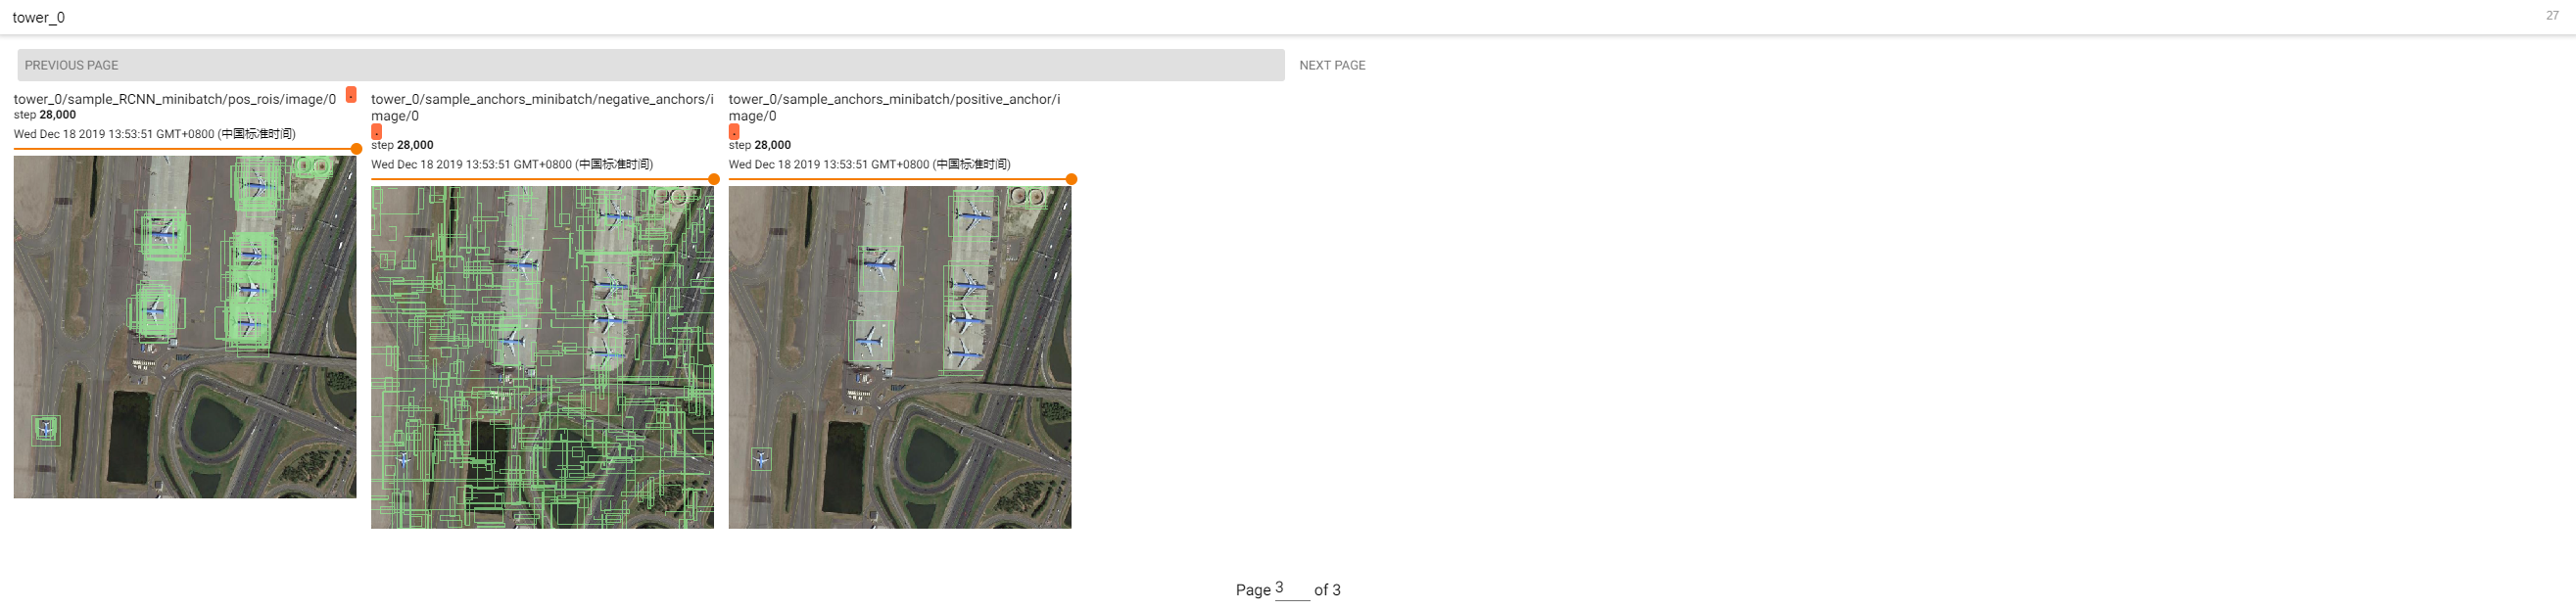 tower_0
27
PREVIOUS PAGE
NEXT PAGE
tower_0/sample_RCNN_minibatch/pos_rois/image/0
.
step 28,000
Wed Dec 18 2019 13:53:51 GMT+0800 (中国标准时间)
tower_0/sample_anchors_minibatch/negative_anchors/i
mage/0
.
step 28,000
Wed Dec 18 2019 13:53:51 GMT+0800 (中国标准时间)
tower_0/sample_anchors_minibatch/positive_anchor/i
mage/0
.
step 28,000
Wed Dec 18 2019 13:53:51 GMT+0800 (中国标准时间)
Page 3 of 3